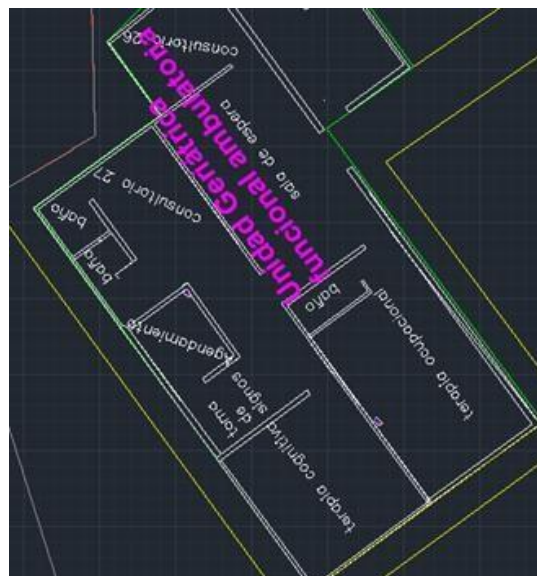 consultorio 26
Unidad Geriatrica
funcional ambulatoria
sala de espera
consultorio 27
baño
baño
baño
Agendamiento
toma
de
signos
terapia ocupacional
terapia cognitiva